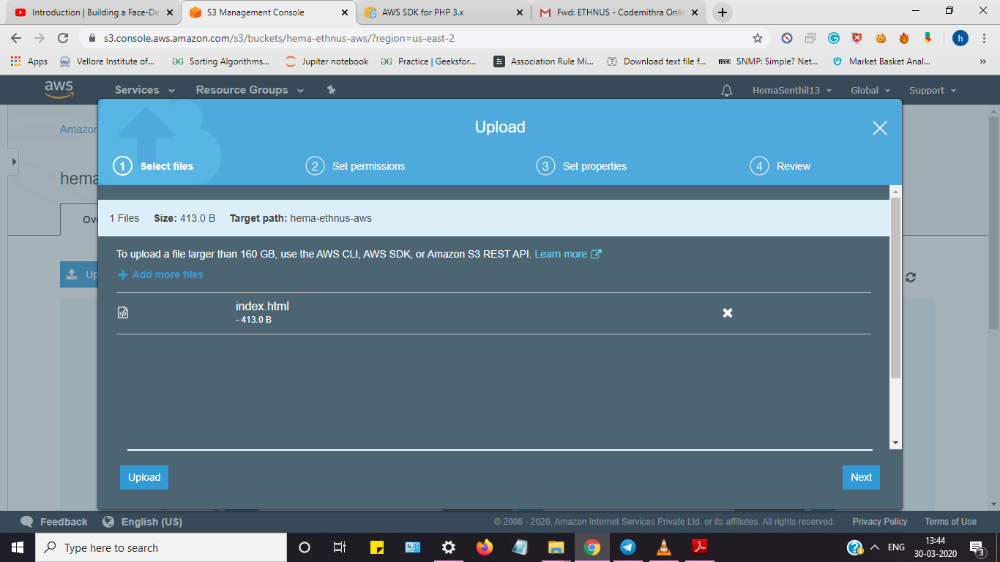 Introduction | Building a Face-De
S3 Management Console
AWS SDK for PHP 3.x
Fwd: ETHNUS - Codemithra Onlin
s3.console.aws.amazon.com/s3/buckets/hema-ethnus-aws/?region=us-east-2
h
Apps
Vellore Institute of...
Sorting Algorithms...
Jupiter notebook
Practice | Geeksfor...
Association Rule Mi...
Download text file f...
SNMP: Simple? Net...
Market Basket Anal...
»
aws
Services
Resource Groups
HemaSenthil13
Global
Support
Amazon
Upload
1 Select files
2 Set permissions
3 Set properties
4 Review
hema
Ov
1 Files Size: 413.0 B Target path: hema-ethnus-aws
To upload a file larger than 160 GB, use the AWS CLI, AWS SDK, or Amazon S3 REST API. Learn more
Up
+ Add more files
index.html
- 413.0 B
Upload
Next
Feedback
English (US)
© 2008 - 2020, Amazon Internet Services Private Ltd. or its affiliates. All rights reserved.
Privacy Policy
Terms of Use
Type here to search
ENG
13:44
30-03-2020
3